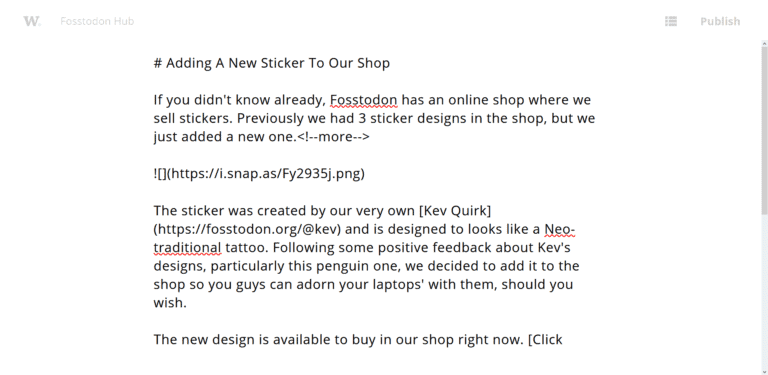 W. Fosstodon Hub Publish
# Adding A New Sticker To Our Shop
If you didn't know already, Fosstodon has an online shop where we
sell stickers. Previously we had 3 sticker designs in the shop, but we
just added a new one.<!--more-->
![](https://i.snap.as/Fy2935j.png)
The sticker was created by our very own [Kev Quirk]
(https://fosstodon.org/@kev) and is designed to looks like a Neo-
traditional tattoo. Following some positive feedback about Kev's
designs, particularly this penguin one, we decided to add it to the
shop so you guys can adorn your laptops' with them, should you
wish.
The new design is available to buy in our shop right now. [Click